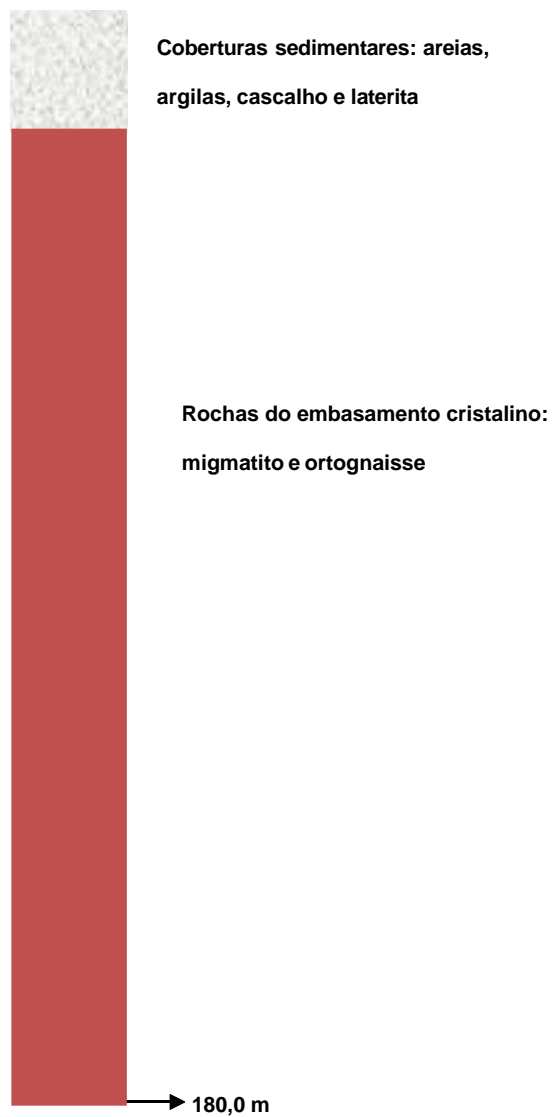 Coberturas sedimentares: areias,
argilas, cascalho e laterita
Rochas do embasamento cristalino:
migmatito e ortognaisse
180,0 m